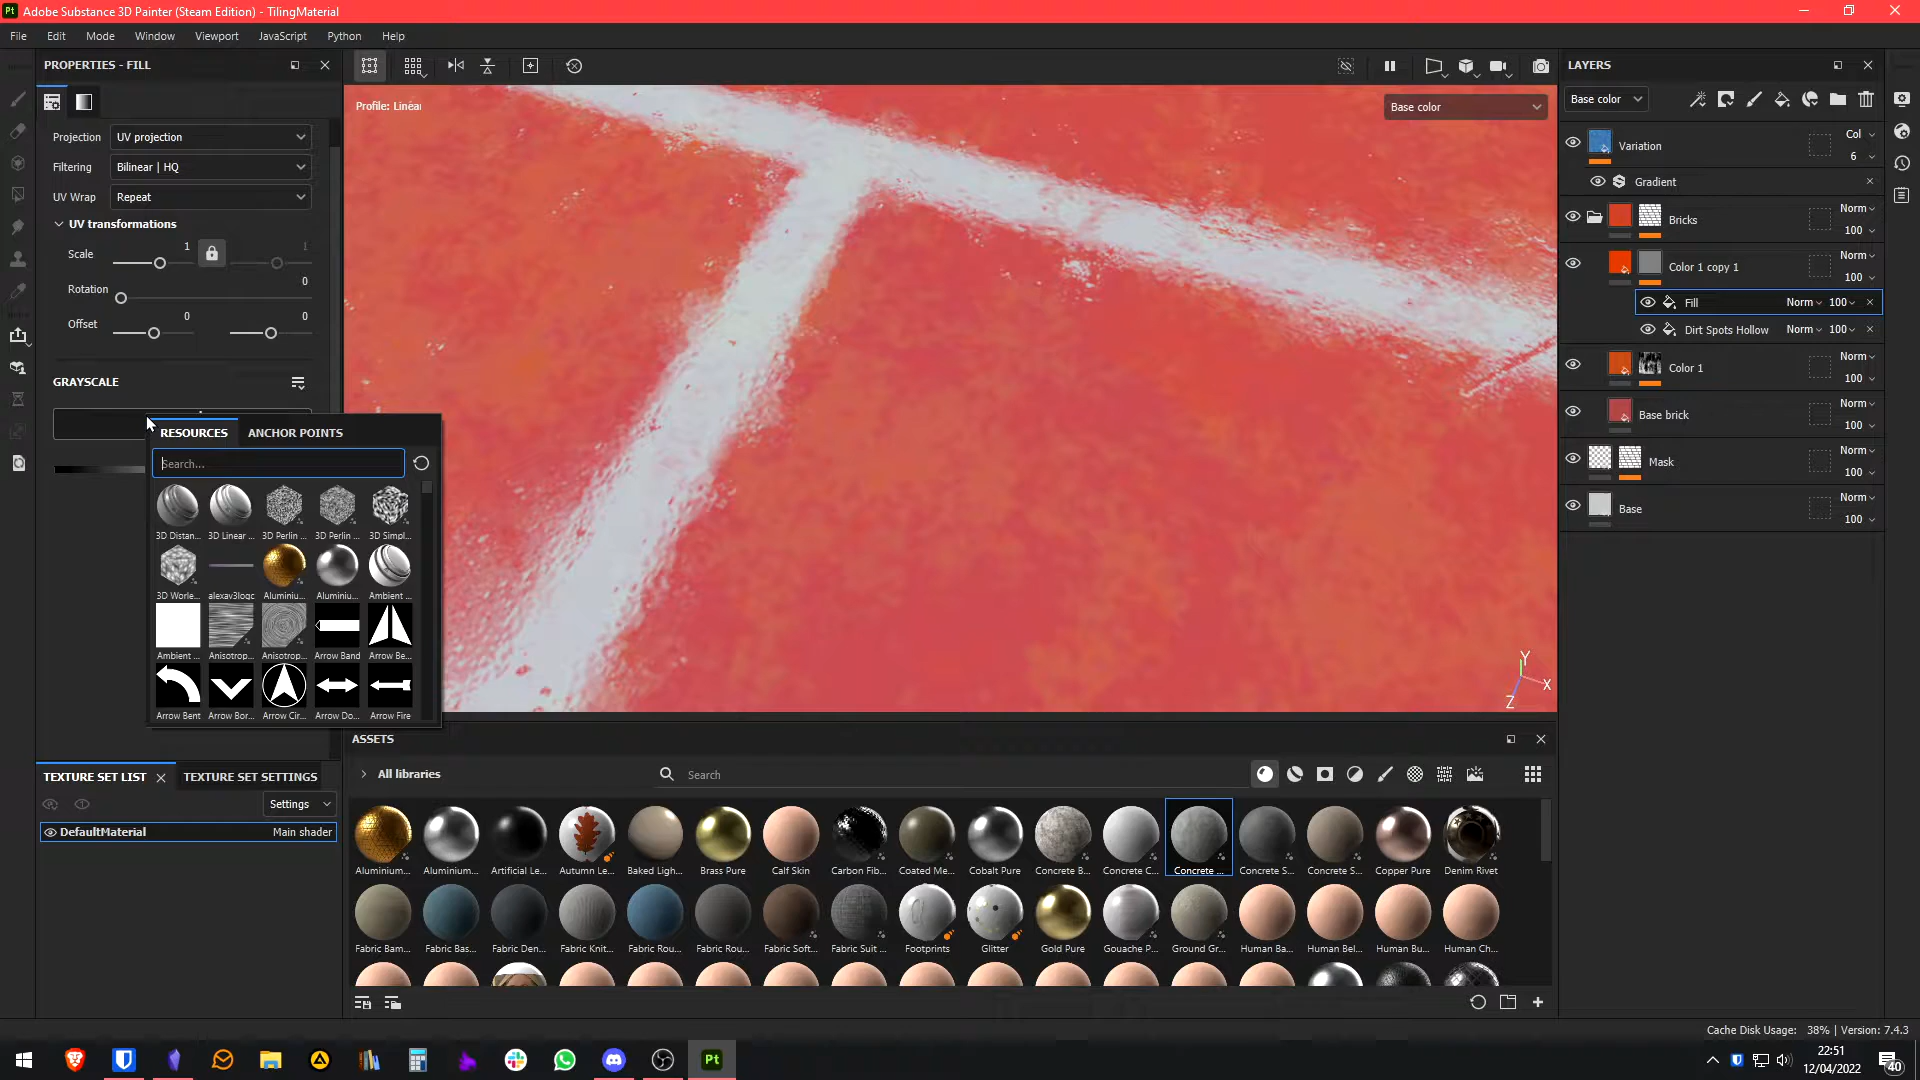 Adobe Substance 3D Painter (Steam Edition) - TilingMaterial
File Edit Mode Window Viewport JavaScript Python Help
PROPERTIES - FILL
Projection UV projection
Filtering Bilinear | HQ
UV Wrap Repeat
UV transformations
Scale 1 1
Rotation 0
Offset 0 0
GRAYSCALE
RESOURCES ANCHOR POINTS
Search...
3D Distan... 3D Linear ... 3D Perlin ... 3D Perlin ... 3D Simpl...
3D Worle... alexav3logc Aluminiu... Aluminiu... Ambient ...
Ambient ... Anisotrop... Anisotrop... Arrow Band Arrow Be...
Arrow Bent Arrow Bor... Arrow Cir... Arrow Do... Arrow Fire
TEXTURE SET LIST TEXTURE SET SETTINGS
Settings
DefaultMaterial Main shader
Profile: Linear
Base color
Y
X
Z
ASSETS
All libraries Search
Aluminium... Aluminium... Artificial Le... Autumn Le... Baked Ligh... Brass Pure Calf Skin Carbon Fib... Coated Me... Cobalt Pure Concrete B... Concrete C... Concrete ... Concrete S... Concrete S... Copper Pure Denim Rivet
Fabric Bam... Fabric Bas... Fabric Den... Fabric Knit... Fabric Rou... Fabric Rou... Fabric Soft... Fabric Suit ... Footprints Glitter Gold Pure Gouache P... Ground Gr... Human Ba... Human Bel... Human Bu... Human Ch...
LAYERS
Base color
Variation Col 6
Gradient
Bricks Norm 100
Color 1 copy 1 Norm 100
Fill Norm 100
Dirt Spots Hollow Norm 100
Color 1 Norm 100
Base brick Norm 100
Mask Norm 100
Base Norm 100
Cache Disk Usage: 38% | Version: 7.4.3
Pt
22:51
12/04/2022
40